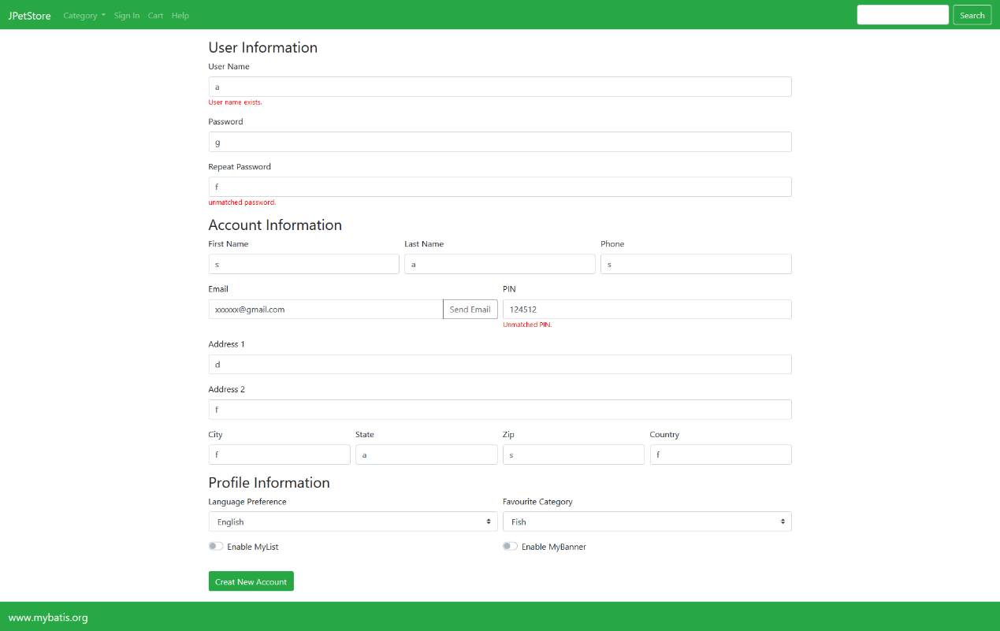 JPetStore Category Sign In Cart Help Search
User Information
User Name
a
User name exists.
Password
g
Repeat Password
f
unmatched password.
Account Information
First Name Last Name Phone
s a s
Email PIN
xxxxxx@gmail.com Send Email 124512
Unmatched PIN.
Address 1
d
Address 2
f
City State Zip Country
f a s f
Profile Information
Language Preference Favourite Category
English Fish
Enable MyList Enable MyBanner
Creat New Account
www.mybatis.org